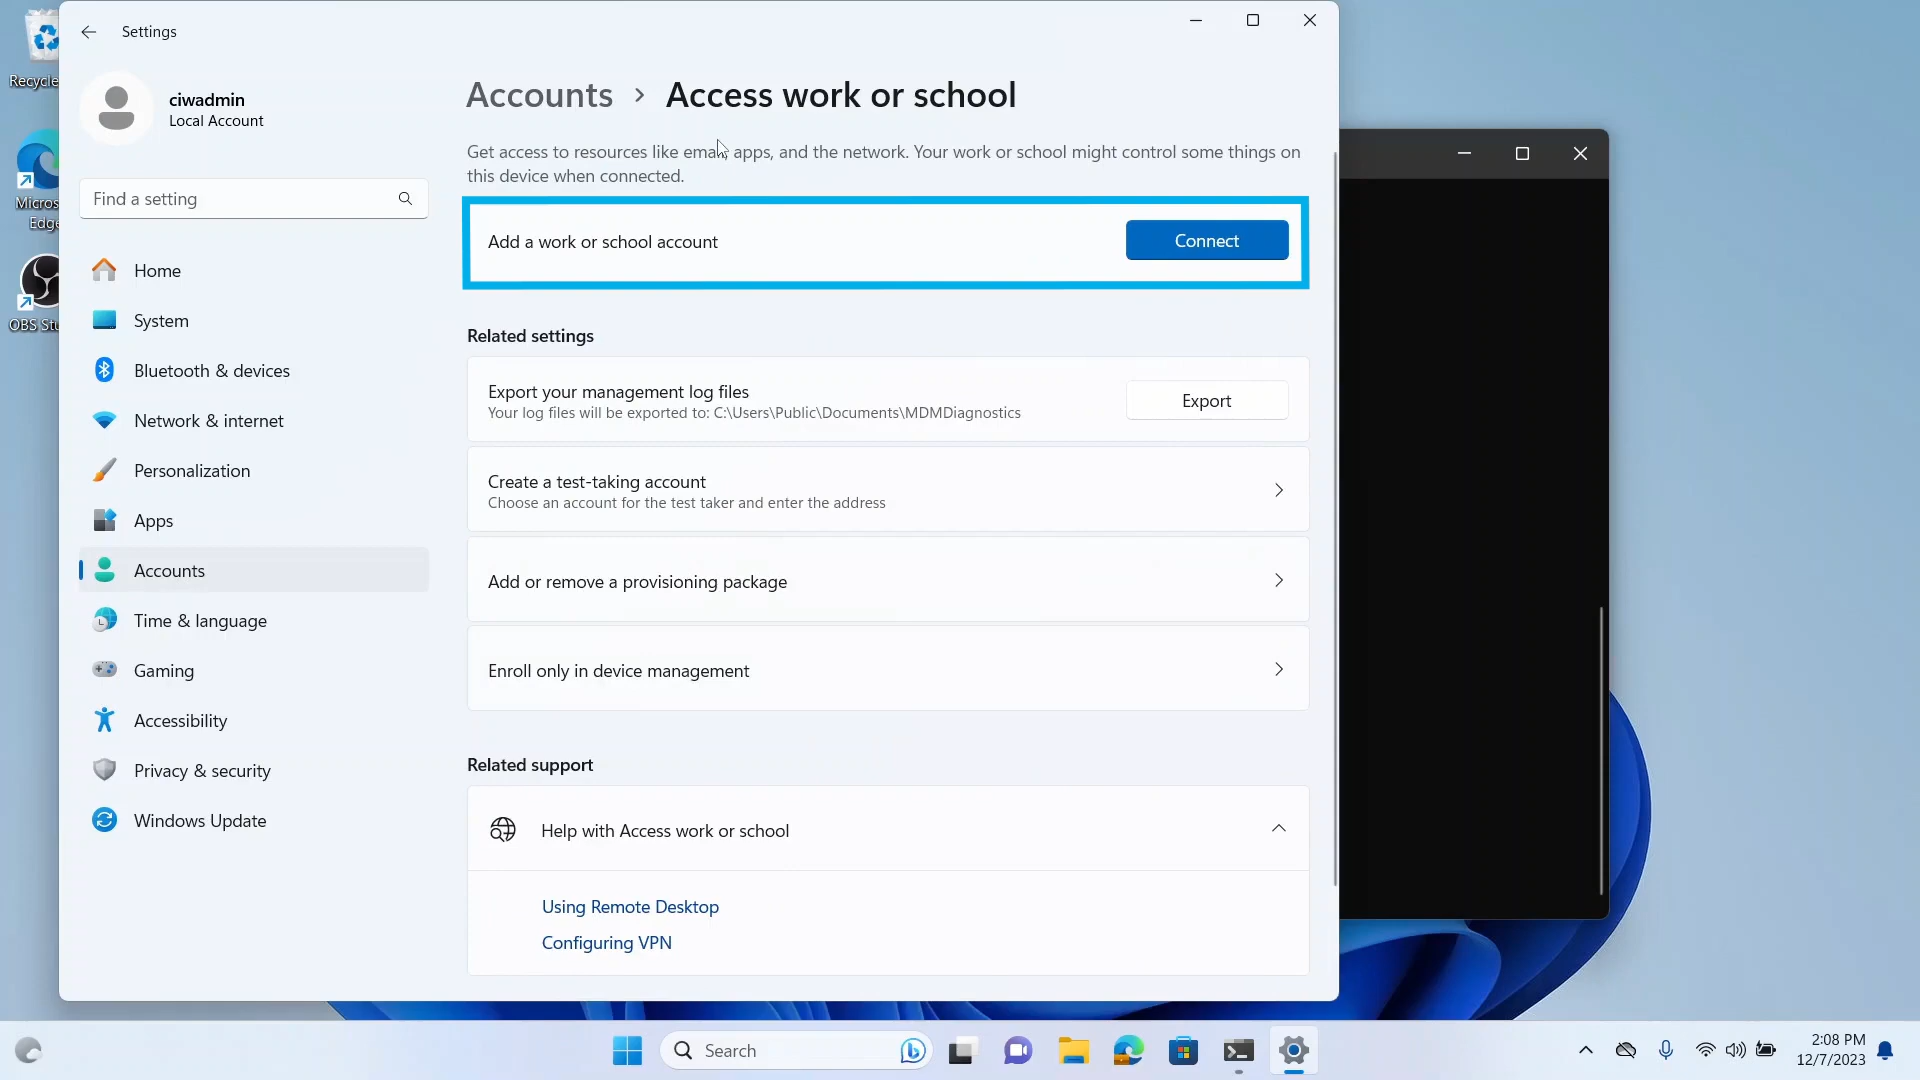 Settings
ciwadmin
Local Account
Find a setting
Home
System
Bluetooth & devices
Network & internet
Personalization
Apps
Accounts
Time & language
Gaming
Accessibility
Privacy & security
Windows Update
Accounts > Access work or school
Get access to resources like email, apps, and the network. Your work or school might control some things on
this device when connected.
Add a work or school account
Connect
Related settings
Export your management log files
Your log files will be exported to: C:\Users\Public\Documents\MDMDiagnostics
Export
Create a test-taking account
Choose an account for the test taker and enter the address
Add or remove a provisioning package
Enroll only in device management
Related support
Help with Access work or school
Using Remote Desktop
Configuring VPN
Recycle
Micros
Edge
OBS Stu
Search
2:08 PM
12/7/2023